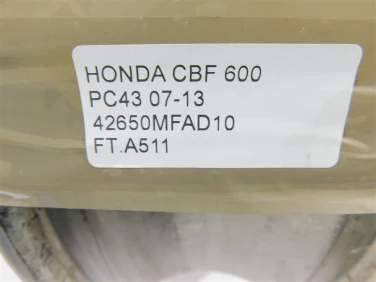 HONDA CBF 600
PC43 07-13
42650MFAD10
FT.A511